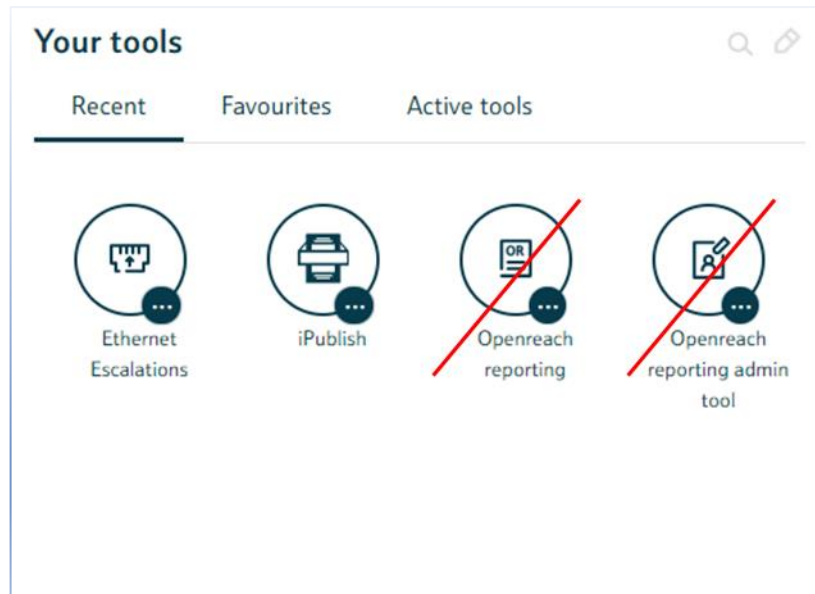 Your tools
Recent Favourites Active tools
OR
Ethernet
Escalations
iPublish
Openreach
reporting
Openreach
reporting admin
tool